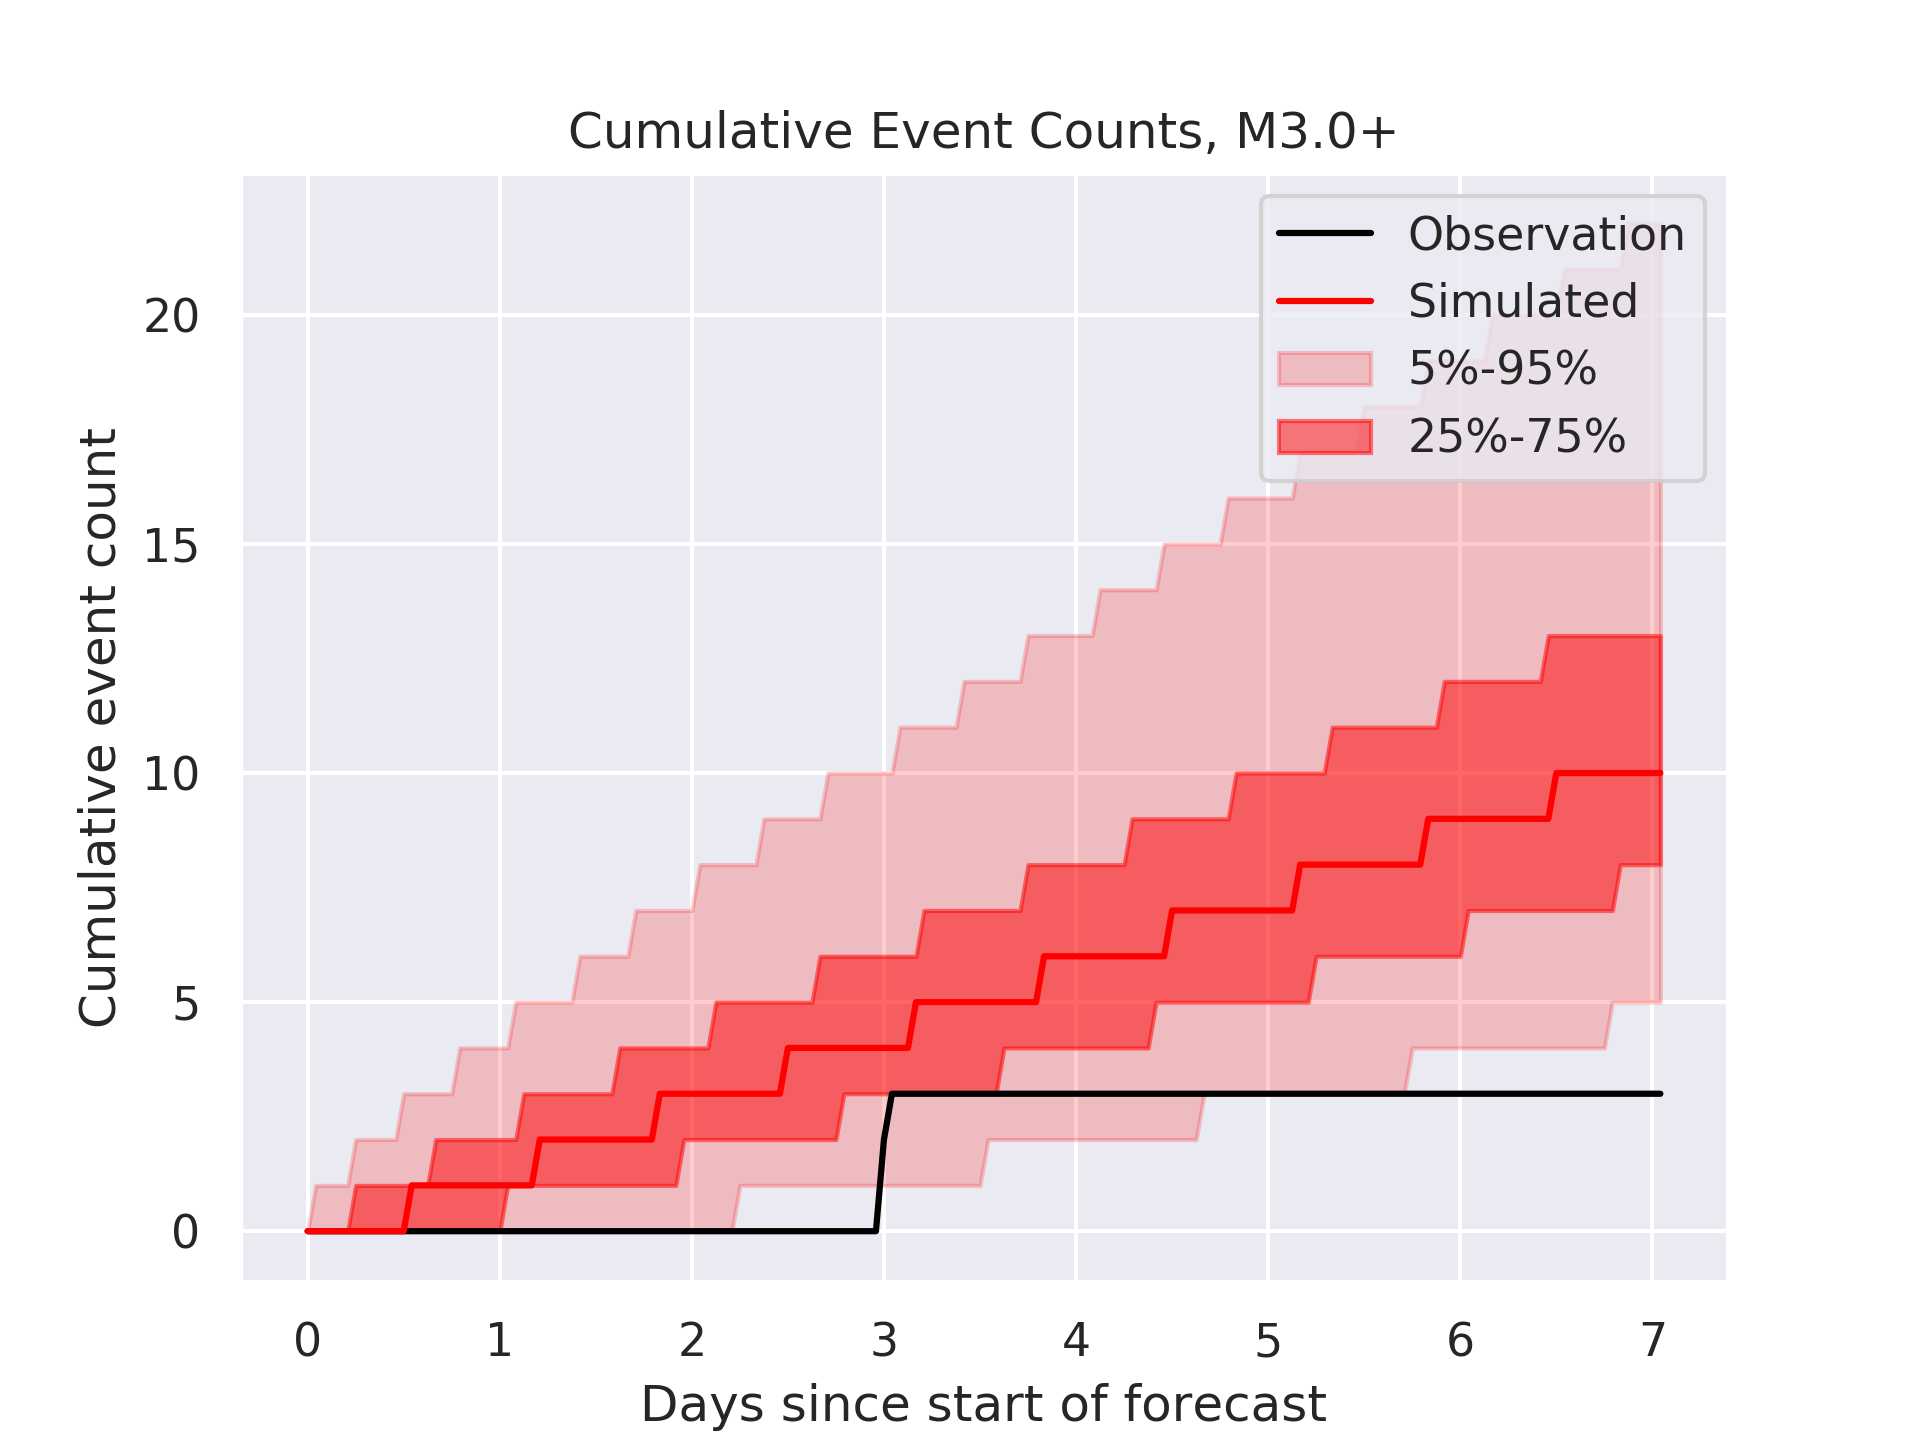 Cumulative Event Counts, M3.0+
Observation
Simulated
5%-95%
25%-75%
Cumulative event count
20
15
10
5
0
0 1 2 3 4 5 6 7
Days since start of forecast